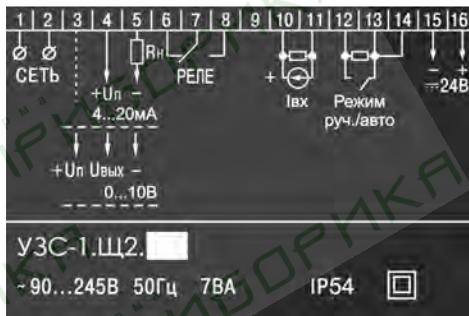 1 2 3 4 5 6 7 8 9 10 11 12 13 14 15 16
Ø Ø Rн
СЕТЬ РЕЛЕ + – +
+Uп – Iвх Режим ⎓24В
4...20мА руч./авто
+Uп Uвых –
0...10В
УЗС-1.Щ2.
~90...245В 50Гц 7ВА IP54